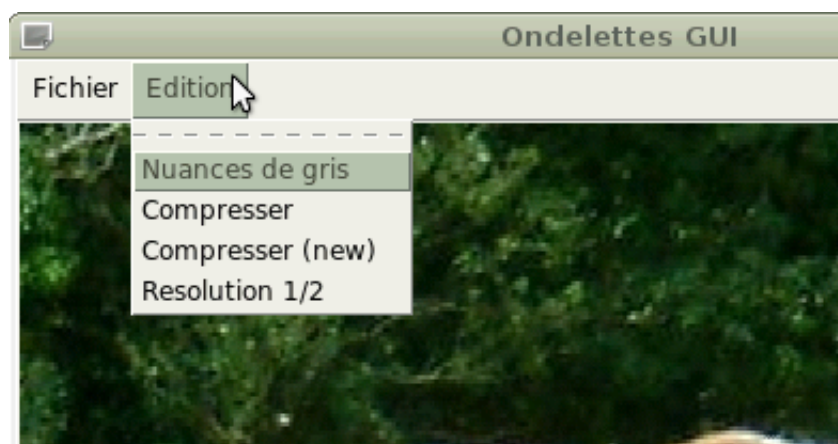 Ondelettes GUI
Fichier Edition
Nuances de gris
Compresser
Compresser (new)
Resolution 1/2